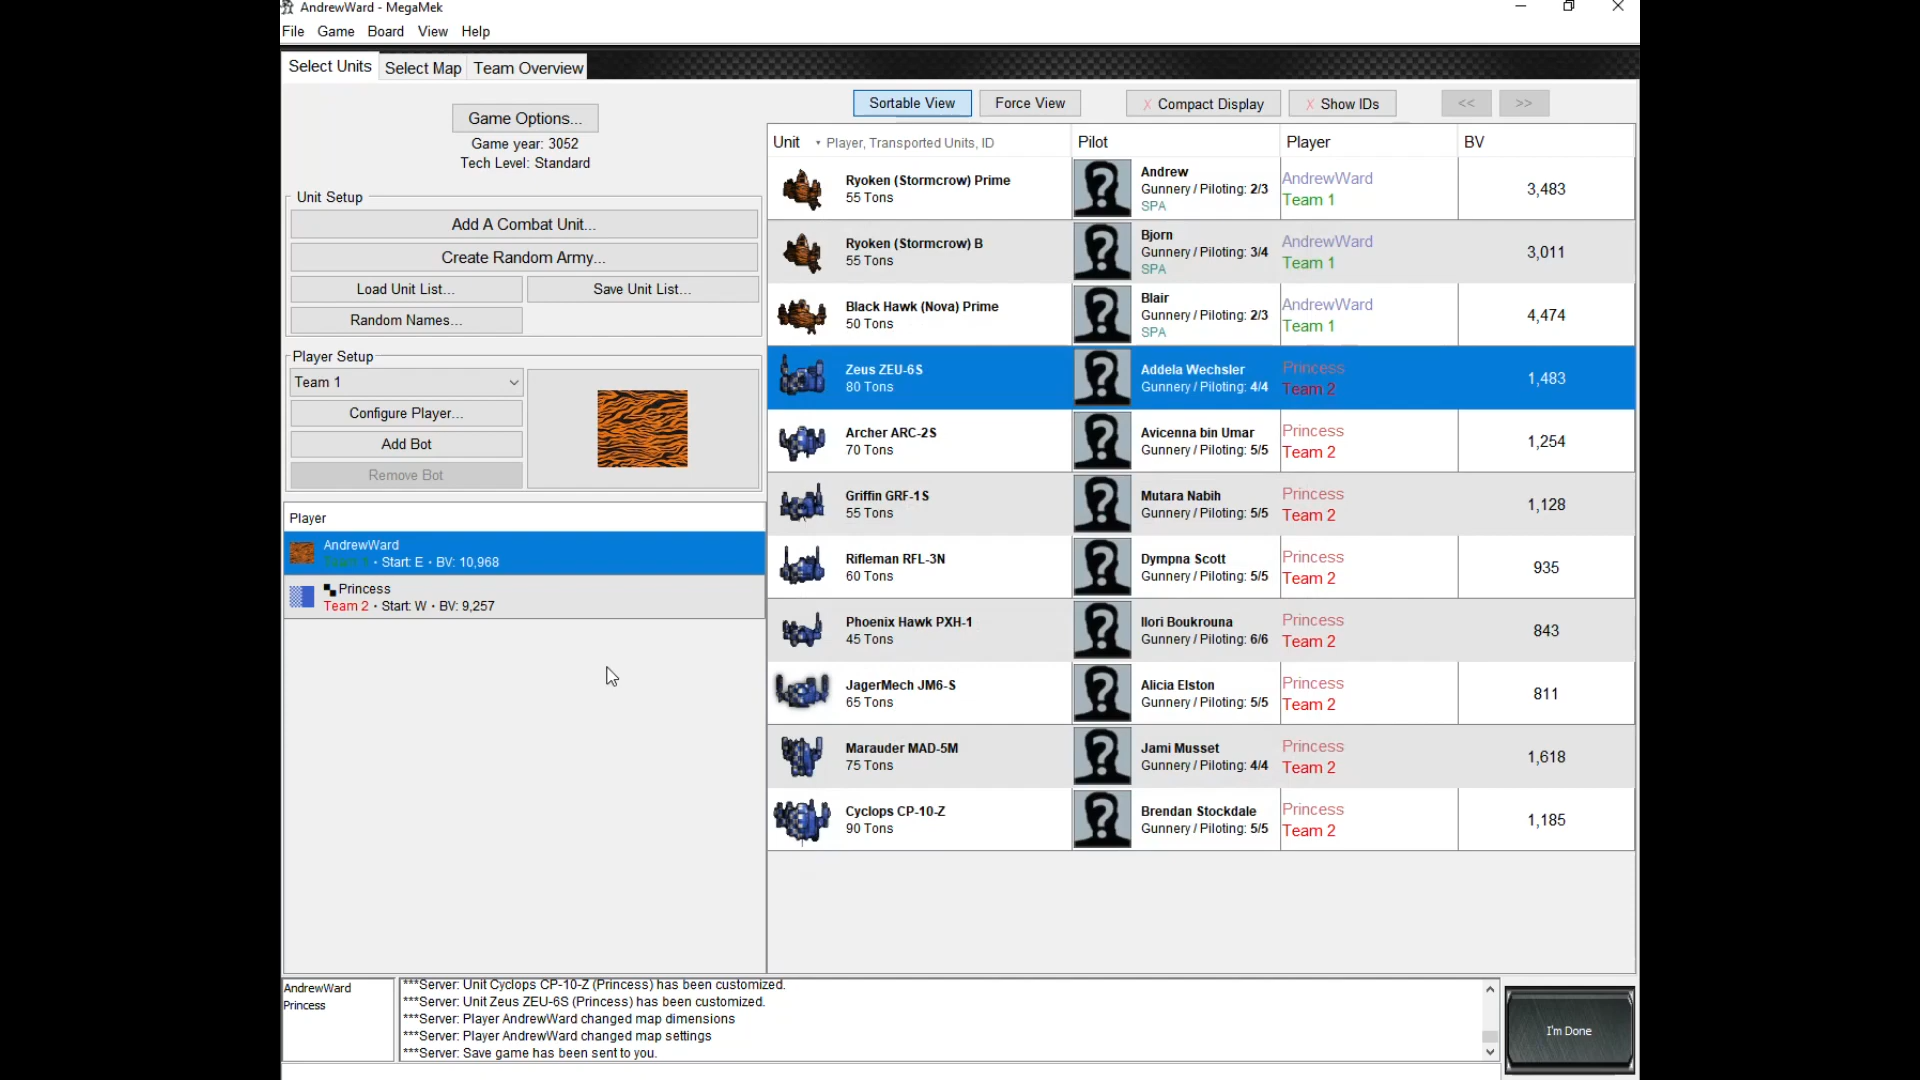 AndrewWard - MegaMek
File Game Board View Help
Select Units Select Map Team Overview
Sortable View Force View X Compact Display X Show IDs << >>
Game Options...
Game year: 3052
Tech Level: Standard
Unit Setup
Add A Combat Unit...
Create Random Army...
Load Unit List... Save Unit List...
Random Names...
Player Setup
Team 1
Configure Player...
Add Bot
Remove Bot
Player
AndrewWard
Team 1 • Start: E • BV: 10,968
Princess
Team 2 • Start: W • BV: 9,257
Unit Player, Transported Units, ID Pilot Player BV
Ryoken (Stormcrow) Prime
55 Tons
Andrew
Gunnery / Piloting: 2/3
SPA
AndrewWard
Team 1
3,483
Ryoken (Stormcrow) B
55 Tons
Bjorn
Gunnery / Piloting: 3/4
SPA
AndrewWard
Team 1
3,011
Black Hawk (Nova) Prime
50 Tons
Blair
Gunnery / Piloting: 2/3
SPA
AndrewWard
Team 1
4,474
Zeus ZEU-6S
80 Tons
Addela Wechsler
Gunnery / Piloting: 4/4
Princess
Team 2
1,483
Archer ARC-2S
70 Tons
Avicenna bin Umar
Gunnery / Piloting: 5/5
Princess
Team 2
1,254
Griffin GRF-1S
55 Tons
Mutara Nabih
Gunnery / Piloting: 5/5
Princess
Team 2
1,128
Rifleman RFL-3N
60 Tons
Dympna Scott
Gunnery / Piloting: 5/5
Princess
Team 2
935
Phoenix Hawk PXH-1
45 Tons
Ilori Boukrouna
Gunnery / Piloting: 6/6
Princess
Team 2
843
JagerMech JM6-S
65 Tons
Alicia Elston
Gunnery / Piloting: 5/5
Princess
Team 2
811
Marauder MAD-5M
75 Tons
Jami Musset
Gunnery / Piloting: 4/4
Princess
Team 2
1,618
Cyclops CP-10-Z
90 Tons
Brendan Stockdale
Gunnery / Piloting: 5/5
Princess
Team 2
1,185
AndrewWard
Princess
***Server: Unit Cyclops CP-10-Z (Princess) has been customized.
***Server: Unit Zeus ZEU-6S (Princess) has been customized.
***Server: Player AndrewWard changed map dimensions
***Server: Player AndrewWard changed map settings
***Server: Save game has been sent to you.
I'm Done